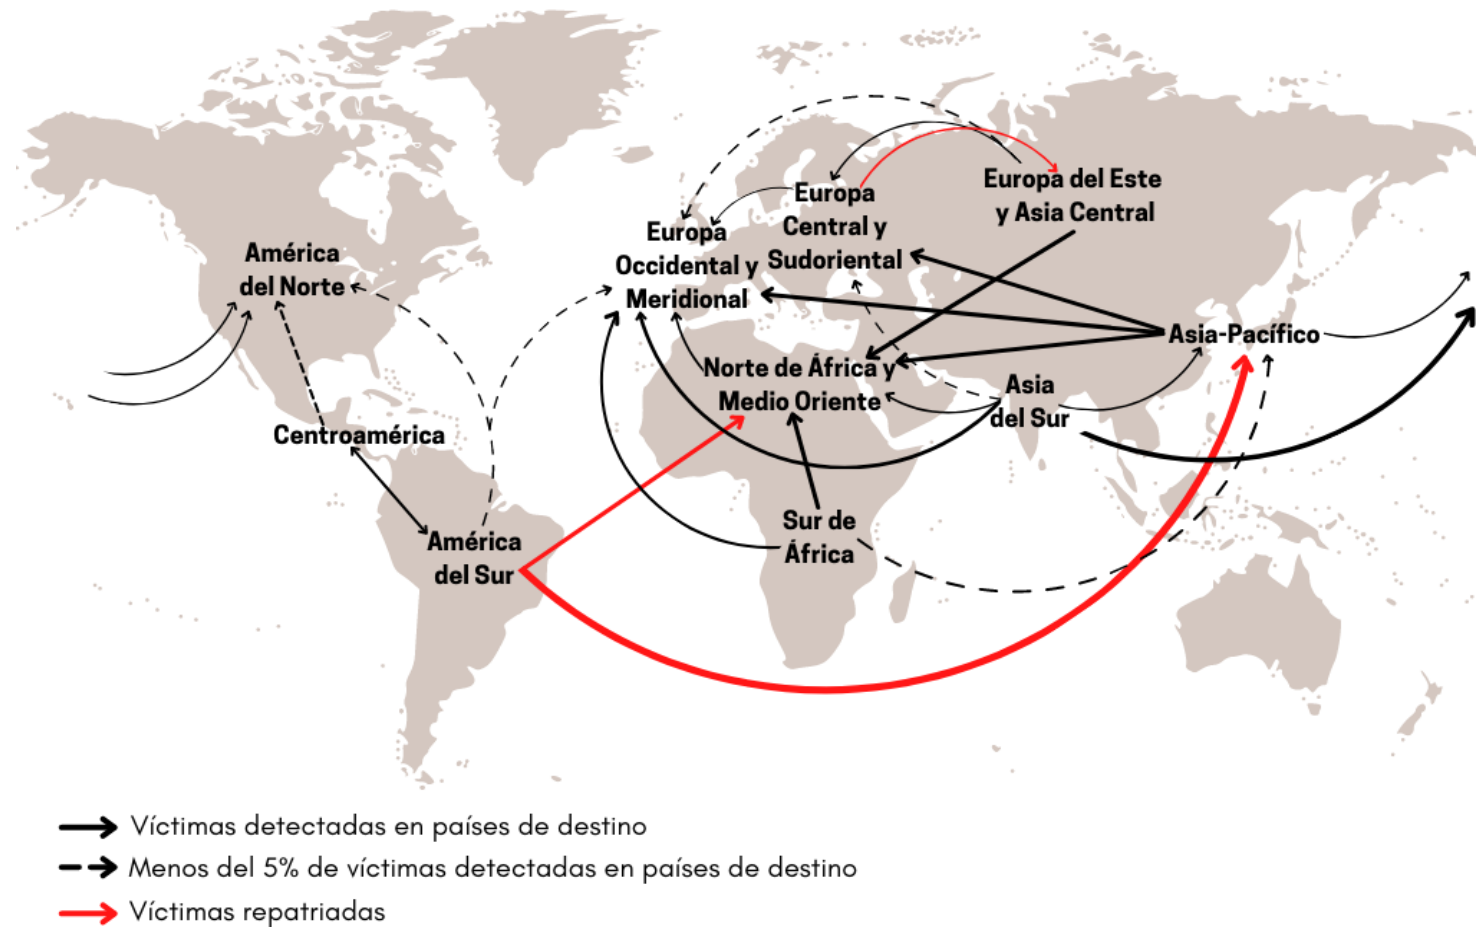 Europa del Este
y Asia Central
Europa
Central y
Sudoriental
Europa
Occidental y
Meridional
América
del Norte
Asia-Pacífico
Norte de África y
Medio Oriente
Asia
del Sur
Centroamérica
Sur de
África
América
del Sur
Víctimas detectadas en países de destino
Menos del 5% de víctimas detectadas en países de destino
Víctimas repatriadas